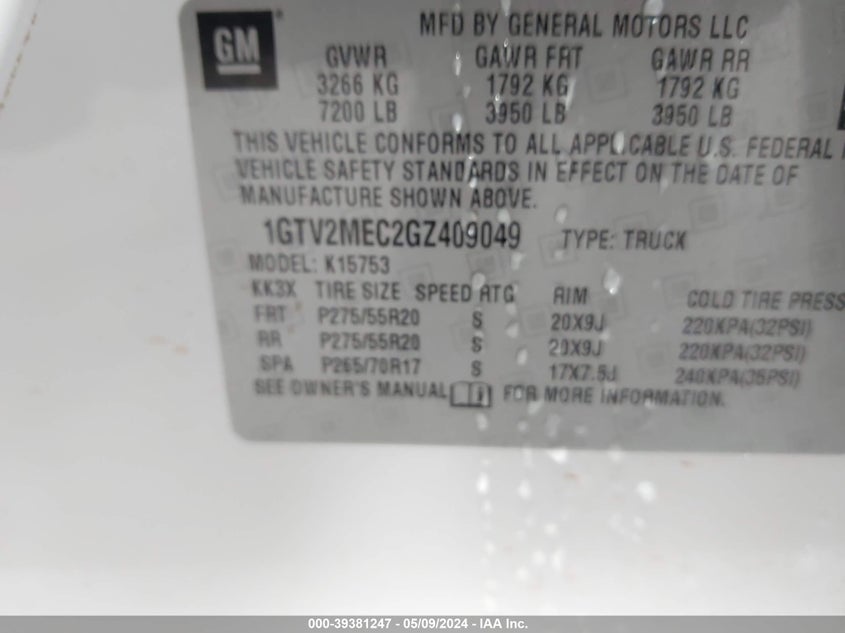 GM
MFD BY GENERAL MOTORS LLC
GVWR GAWR FRT GAWR RR
3266 KG 1792 KG 1792 KG
7200 LB 3950 LB 3950 LB
THIS VEHICLE CONFORMS TO ALL APPLICABLE U.S. FEDERAL
VEHICLE SAFETY STANDARDS IN EFFECT ON THE DATE OF
MANUFACTURE SHOWN ABOVE.
1GTV2MEC2GZ409049 TYPE: TRUCK
MODEL: K15753
KK3X TIRE SIZE SPEED RTG RIM COLD TIRE PRESS
FRT P275/55R20 S 20X9J 220KPA(32PSI)
RR P275/55R20 S 20X9J 220KPA(32PSI)
SPA P265/70R17 S 17X7.5J 240KPA(35PSI)
SEE OWNER'S MANUAL FOR MORE INFORMATION.
000-39381247 - 05/09/2024 - IAA Inc.